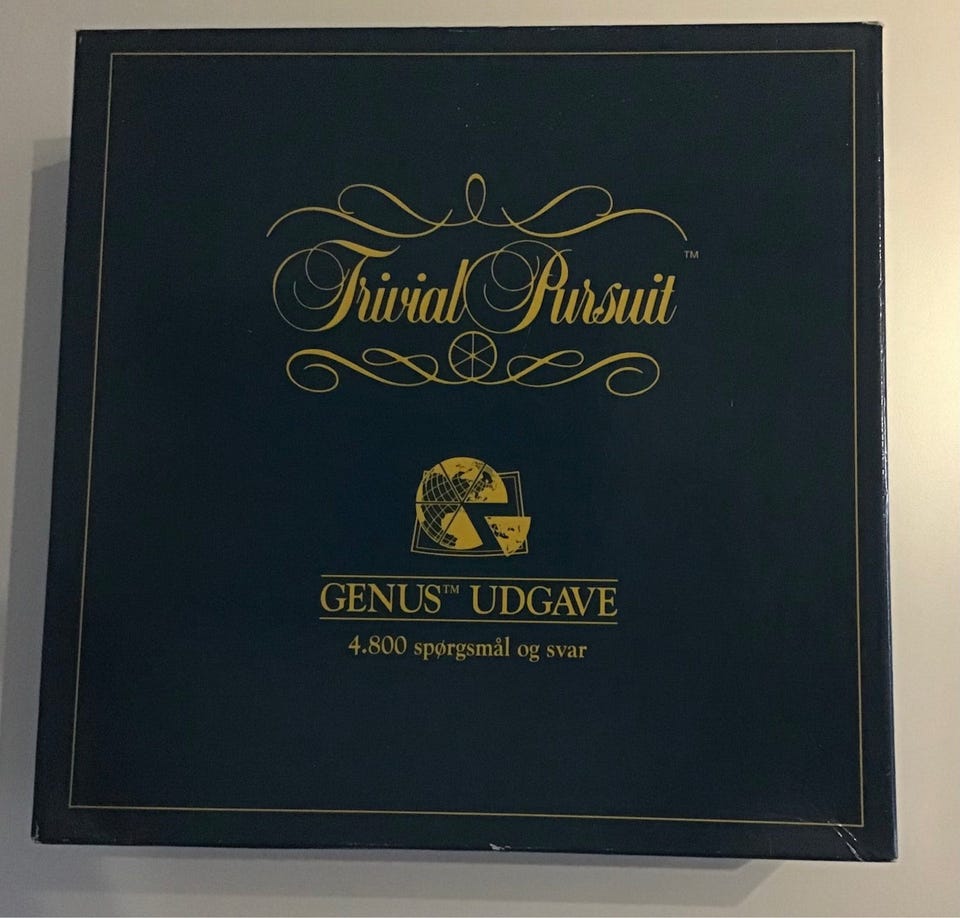 Trivial Pursuit™
GENUS™ UDGAVE
4.800 spørgsmål og svar